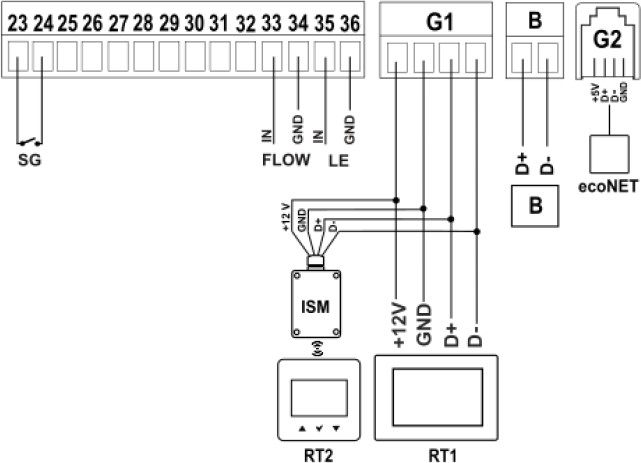 23 24 25 26 27 28 29 30 31 32 33 34 35 36
G1
B
G2
+5V D+ D- GND
IN GND IN GND
SG
FLOW LE
D+ D-
ecoNET
B
+12 V GND D+ D-
ISM
+12V GND D+ D-
RT2
RT1